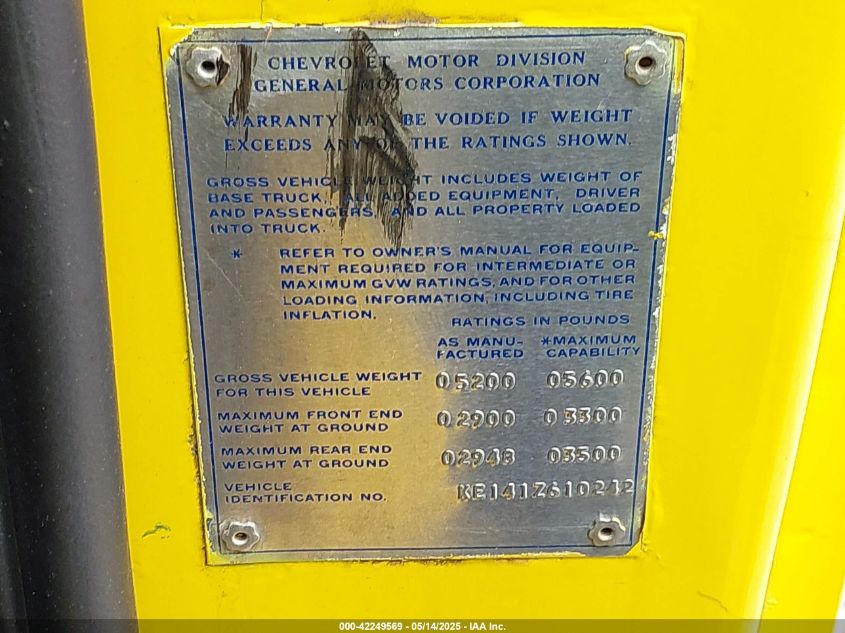 CHEVROLET MOTOR DIVISION
GENERAL MOTORS CORPORATION
WARRANTY MAY BE VOIDED IF WEIGHT
EXCEEDS ANY OF THE RATINGS SHOWN.
GROSS VEHICLE WEIGHT INCLUDES WEIGHT OF
BASE TRUCK, ALL ADDED EQUIPMENT, DRIVER
AND PASSENGERS, AND ALL PROPERTY LOADED
INTO TRUCK.
* REFER TO OWNER'S MANUAL FOR EQUIP-
MENT REQUIRED FOR INTERMEDIATE OR
MAXIMUM GVW RATINGS, AND FOR OTHER
LOADING INFORMATION, INCLUDING TIRE
INFLATION.
RATINGS IN POUNDS
AS MANU- *MAXIMUM
FACTURED CAPABILITY
GROSS VEHICLE WEIGHT
FOR THIS VEHICLE 05200 05600
MAXIMUM FRONT END
WEIGHT AT GROUND 02900 03300
MAXIMUM REAR END
WEIGHT AT GROUND 02943 03500
VEHICLE
IDENTIFICATION NO. KE141Z610212
000-42249569 - 05/14/2025 - IAA Inc.